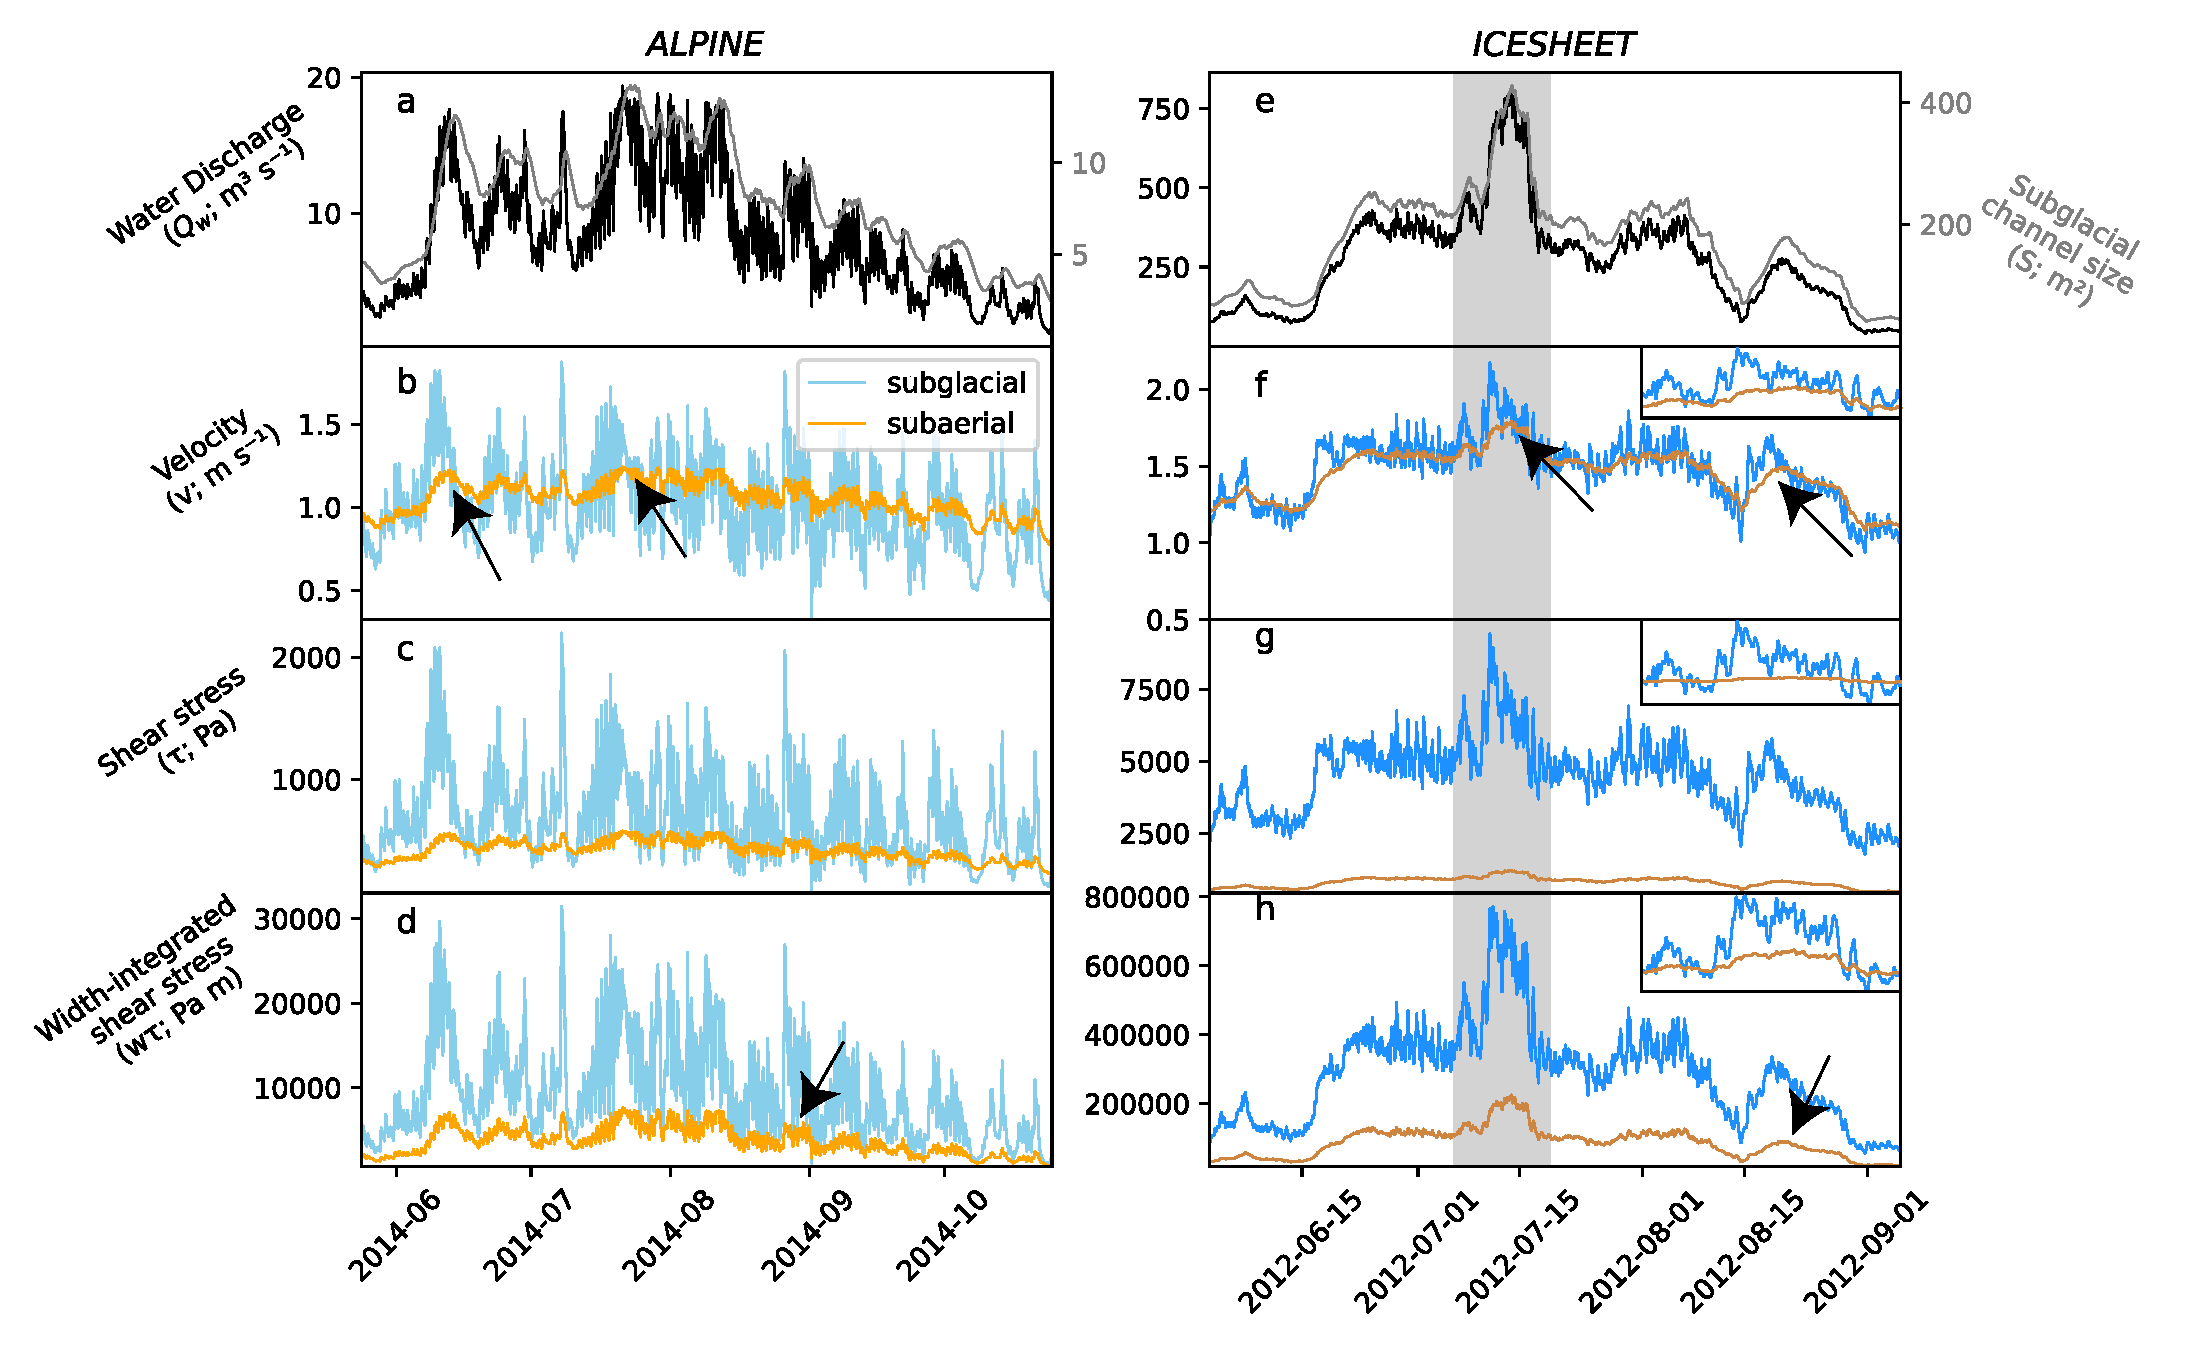 ALPINE
ICESHEET
Water Discharge
(Qw; m³ s⁻¹)
20
10
a
10
5
e
750
500
250
400
200
Subglacial
channel size
(S; m²)
Velocity
(v; m s⁻¹)
1.5
1.0
0.5
b
subglacial
subaerial
f
2.0
1.5
1.0
0.5
Shear stress
(τ; Pa)
2000
1000
c
g
7500
5000
2500
Width-integrated
shear stress
(wτ; Pa m)
30000
20000
10000
d
h
800000
600000
400000
200000
2014-06
2014-07
2014-08
2014-09
2014-10
2012-06-15
2012-07-01
2012-07-15
2012-08-01
2012-08-15
2012-09-01